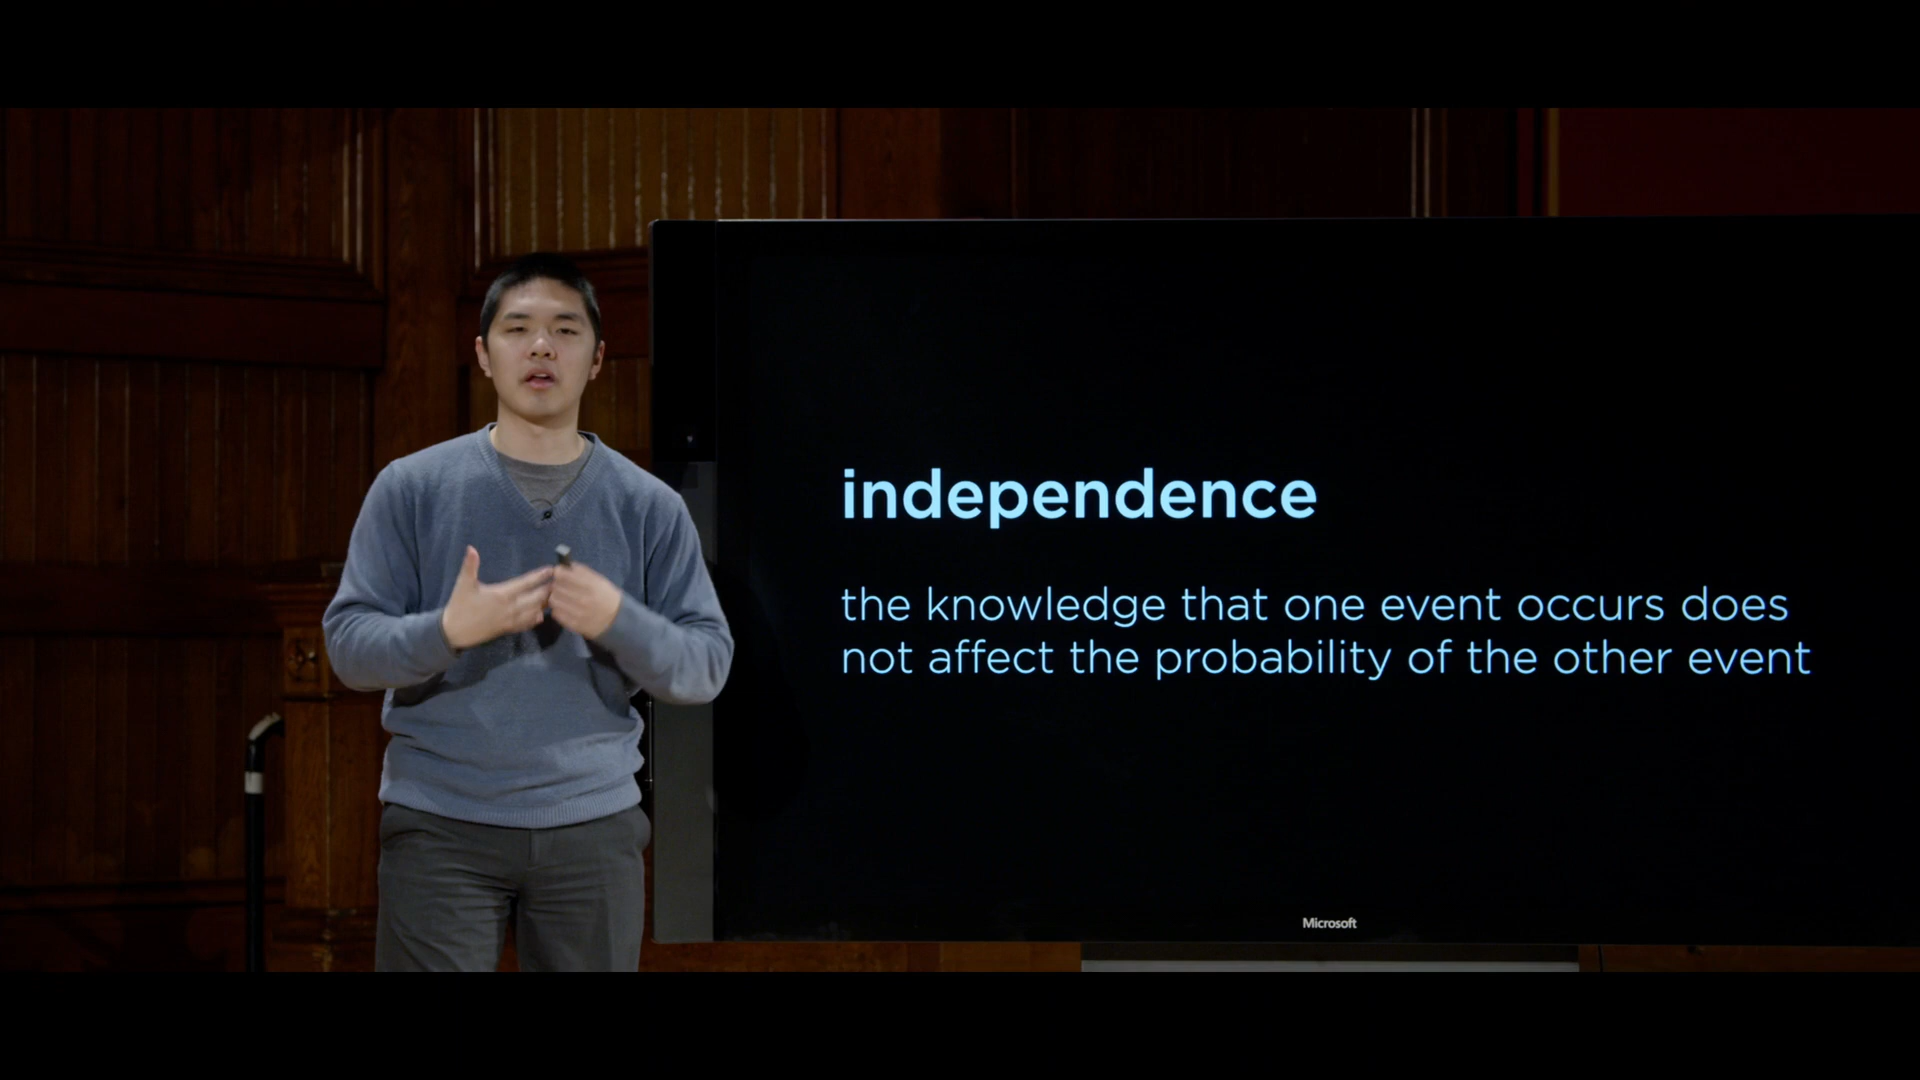 independence
the knowledge that one event occurs does
not affect the probability of the other event
Microsoft